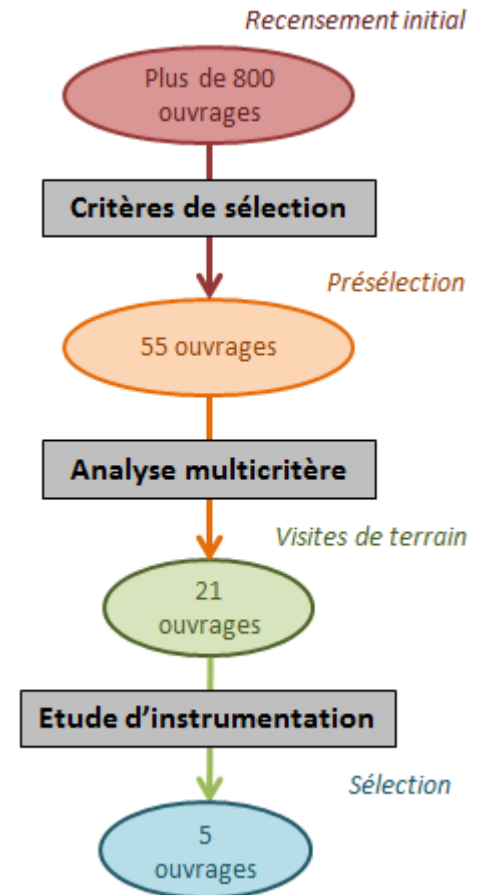 Recensement initial
Plus de 800
ouvrages
Critères de sélection
Présélection
55 ouvrages
Analyse multicritère
Visites de terrain
21
ouvrages
Etude d’instrumentation
Sélection
5
ouvrages